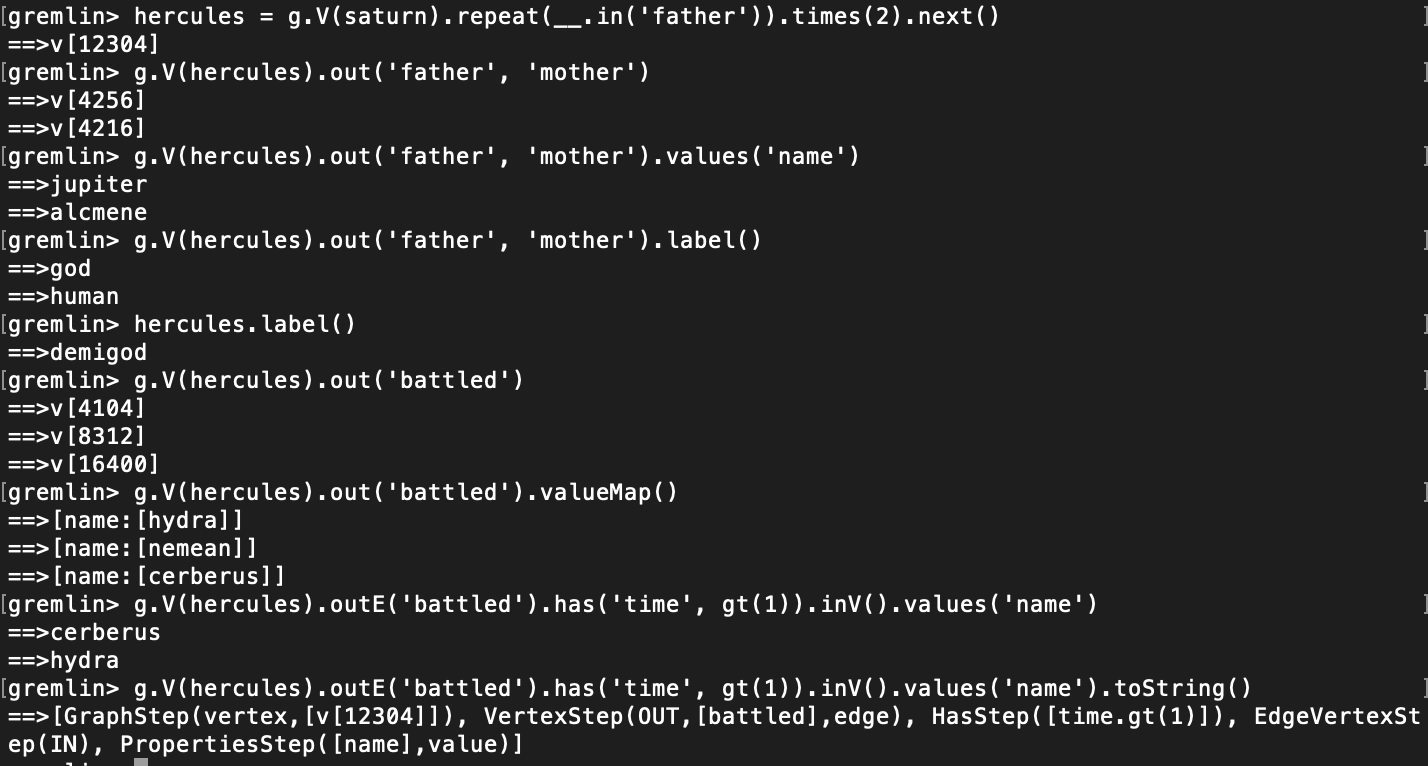 [gremlin> hercules = g.V(saturn).repeat(__.in('father')).times(2).next() ]
==>v[12304]
[gremlin> g.V(hercules).out('father', 'mother') ]
==>v[4256]
==>v[4216]
[gremlin> g.V(hercules).out('father', 'mother').values('name') ]
==>jupiter
==>alcmene
[gremlin> g.V(hercules).out('father', 'mother').label() ]
==>god
==>human
[gremlin> hercules.label() ]
==>demigod
[gremlin> g.V(hercules).out('battled') ]
==>v[4104]
==>v[8312]
==>v[16400]
[gremlin> g.V(hercules).out('battled').valueMap() ]
==>[name:[hydra]]
==>[name:[nemean]]
==>[name:[cerberus]]
[gremlin> g.V(hercules).outE('battled').has('time', gt(1)).inV().values('name') ]
==>cerberus
==>hydra
[gremlin> g.V(hercules).outE('battled').has('time', gt(1)).inV().values('name').toString() ]
==>[GraphStep(vertex,[v[12304]]), VertexStep(OUT,[battled],edge), HasStep([time.gt(1)]), EdgeVertexSt
ep(IN), PropertiesStep([name],value)]